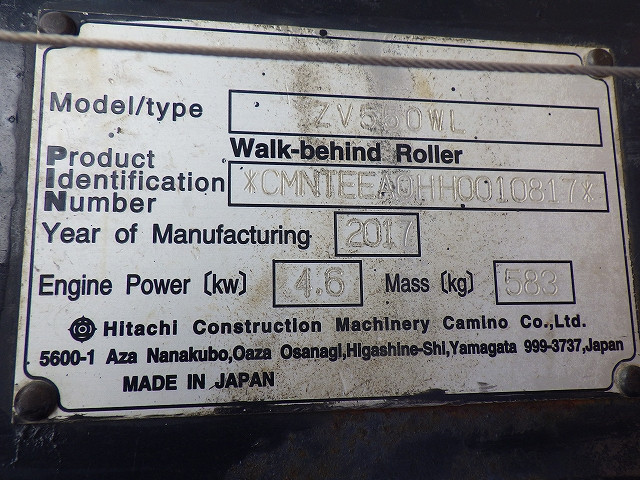 Model/type ZV550WL
Walk-behind Roller
Product
Identification *CMNTEEA0HH0010817*
Number
Year of Manufacturing 2017
Engine Power (kw) 4.6 Mass (kg) 583
Hitachi Construction Machinery Camino Co.,Ltd.
5600-1 Aza Nanakubo,Oaza Osanagi,Higashine-Shi,Yamagata 999-3737,Japan
MADE IN JAPAN